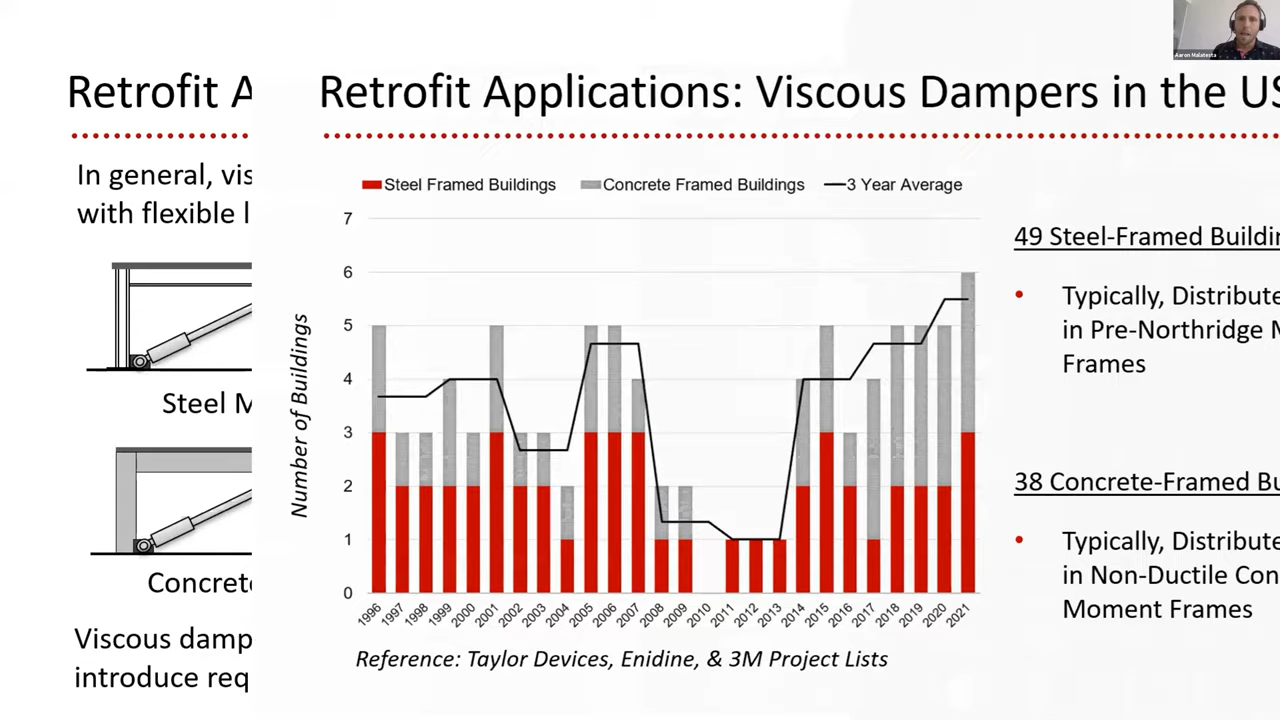 Aaron Malatesta
Retrofit A
In general, vis
with flexible l
Steel M
Concrete
Viscous damp
introduce req
Retrofit Applications: Viscous Dampers in the US
Steel Framed Buildings
Concrete Framed Buildings
3 Year Average
Number of Buildings
7
6
5
4
3
2
1
0
1996
1997
1998
1999
2000
2001
2002
2003
2004
2005
2006
2007
2008
2009
2010
2011
2012
2013
2014
2015
2016
2017
2018
2019
2020
2021
Reference: Taylor Devices, Enidine, & 3M Project Lists
49 Steel-Framed Buildin
• Typically, Distribute
in Pre-Northridge M
Frames
38 Concrete-Framed Bu
• Typically, Distribute
in Non-Ductile Con
Moment Frames